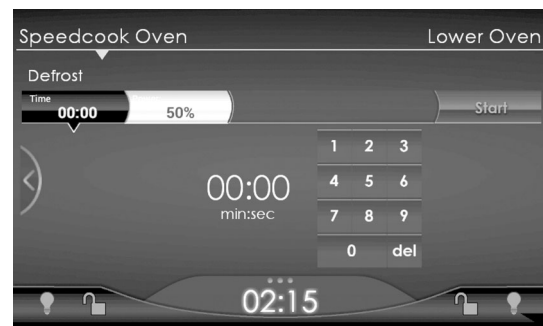 Speedcook Oven Lower Oven
Defrost
Time
00:00 50% Start
00:00
min:sec
1 2 3
4 5 6
7 8 9
0 del
02:15